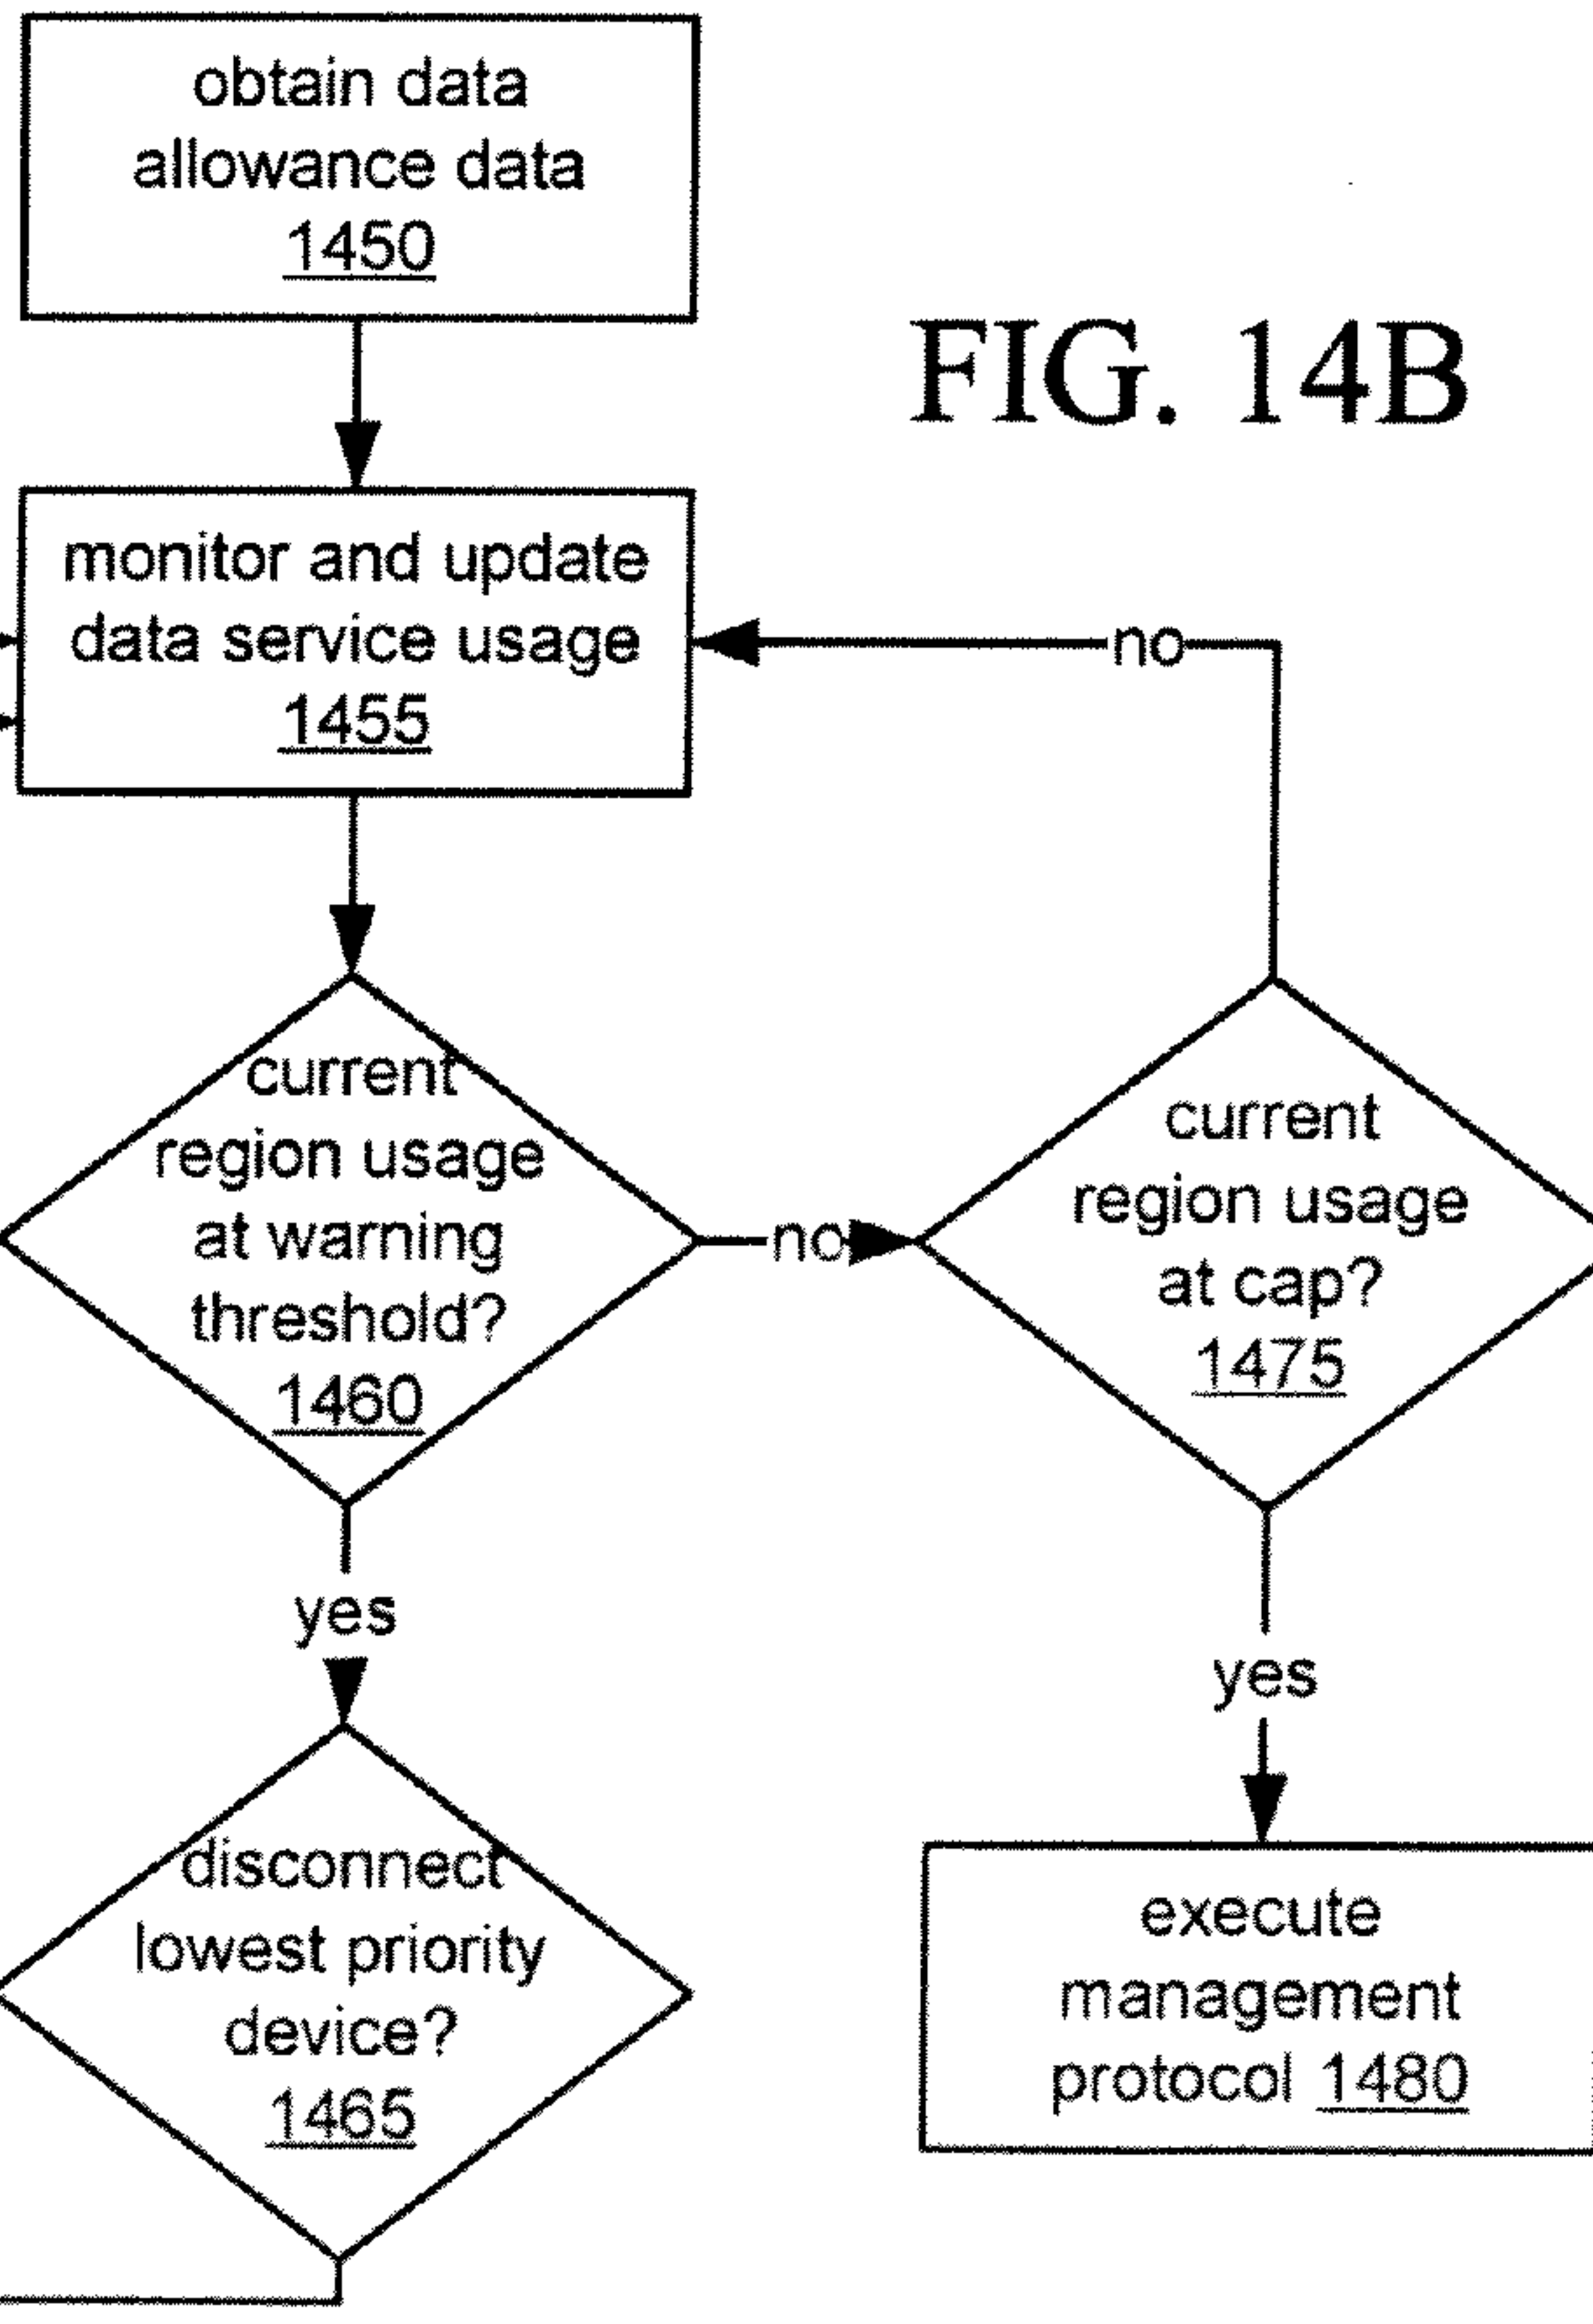 obtain data
allowance data
1450
FIG. 14B
monitor and update
data service usage
1455
no
current
region usage
at warning
threshold?
1460
no
current
region usage
at cap?
1475
yes
yes
disconnect
lowest priority
device?
1465
execute
management
protocol 1480